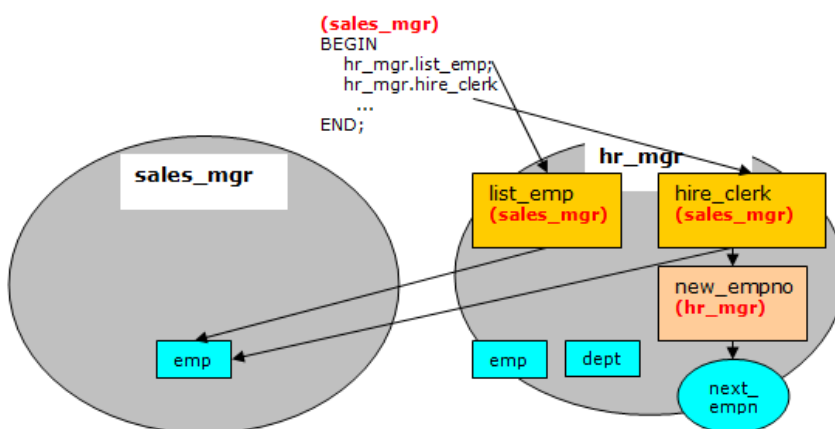 (sales_mgr)
BEGIN
hr_mgr.list_emp;
hr_mgr.hire_clerk
...
END;
sales_mgr
hr_mgr
list_emp
(sales_mgr)
hire_clerk
(sales_mgr)
new_empno
(hr_mgr)
emp
emp
dept
next_
empn